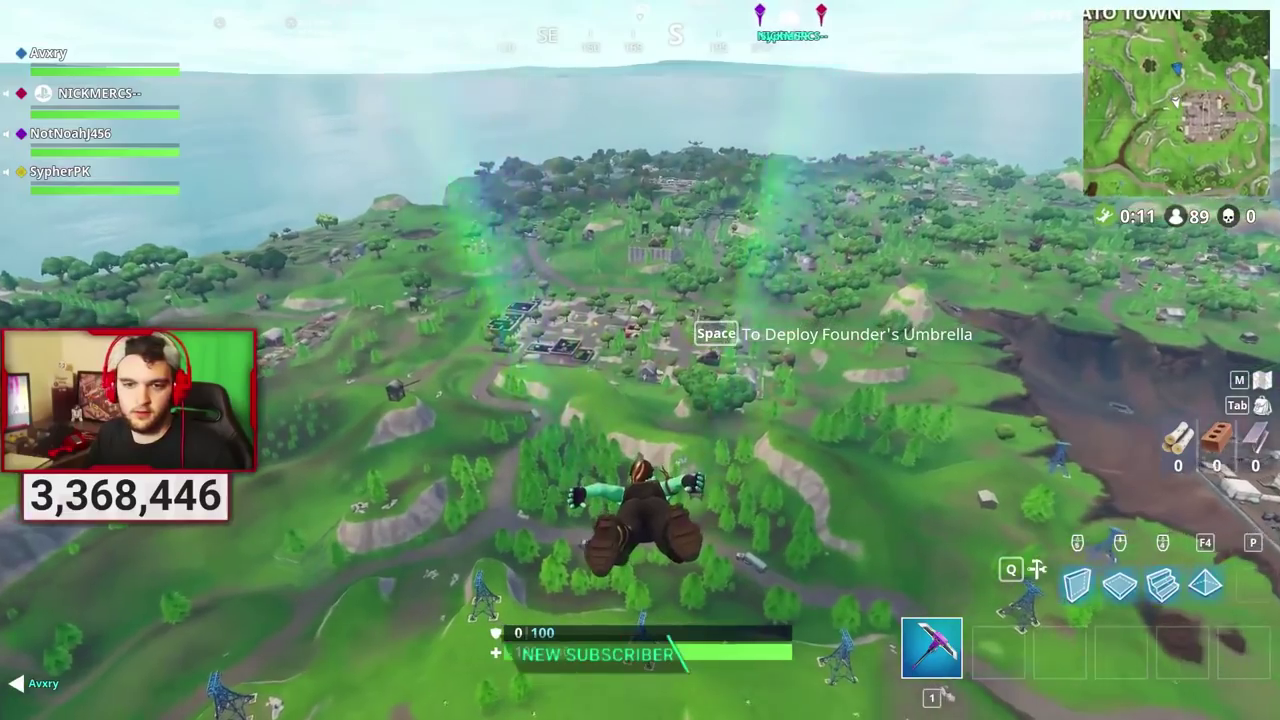 ATO TOWN
SE
S
Avxry
NICKMERCS--
NotNoahJ456
SypherPK
0:11 89 0
Space To Deploy Founder's Umbrella
M
Tab
3,368,446
0 0 0
F4 P
Q
0 | 100
NEW SUBSCRIBER
Avxry
1